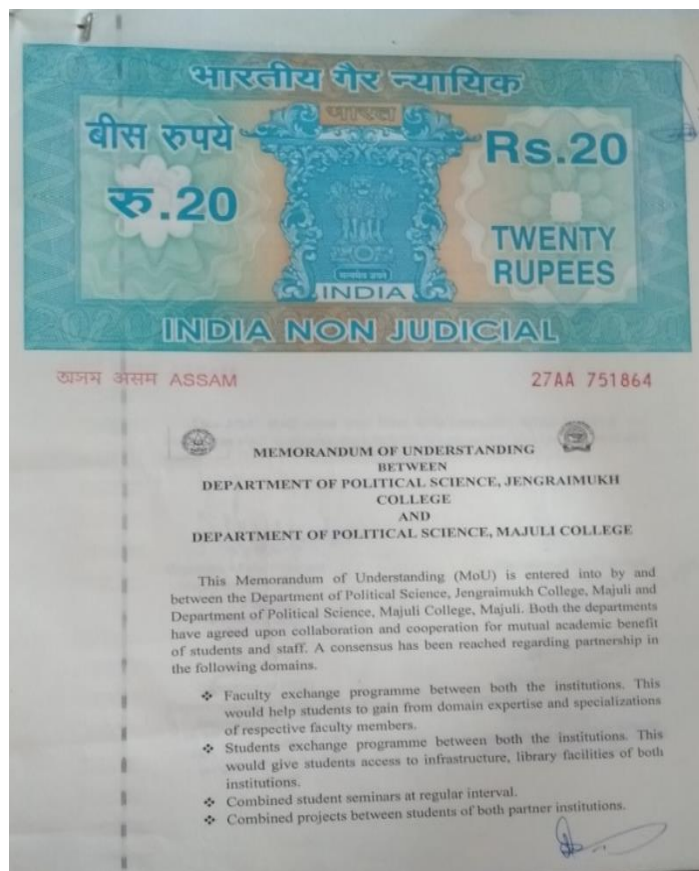 भारतीय गैर न्यायिक
भारत
बीस रुपये
Rs.20
रु.20
TWENTY
RUPEES
सत्यमेव जयते
INDIA
INDIA NON JUDICIAL
অসম असम ASSAM
27AA 751864
MEMORANDUM OF UNDERSTANDING
BETWEEN
DEPARTMENT OF POLITICAL SCIENCE, JENGRAIMUKH
COLLEGE
AND
DEPARTMENT OF POLITICAL SCIENCE, MAJULI COLLEGE
This Memorandum of Understanding (MoU) is entered into by and
between the Department of Political Science, Jengraimukh College, Majuli and
Department of Political Science, Majuli College, Majuli. Both the departments
have agreed upon collaboration and cooperation for mutual academic benefit
of students and staff. A consensus has been reached regarding partnership in
the following domains.
❖ Faculty exchange programme between both the institutions. This
would help students to gain from domain expertise and specializations
of respective faculty members.
❖ Students exchange programme between both the institutions. This
would give students access to infrastructure, library facilities of both
institutions.
❖ Combined student seminars at regular interval.
❖ Combined projects between students of both partner institutions.